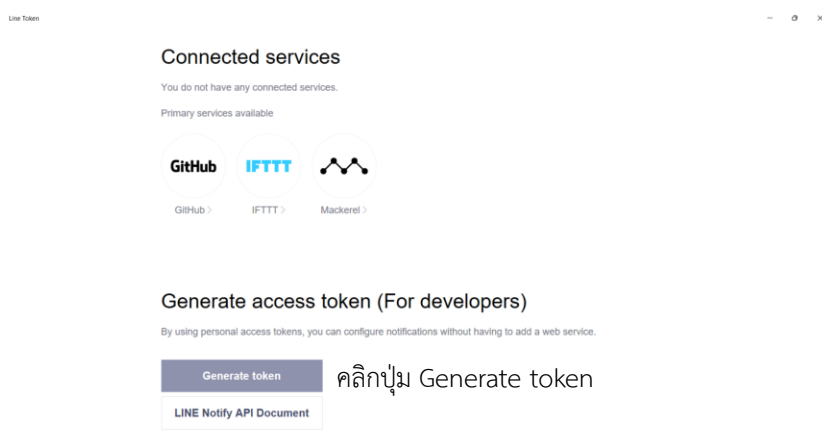 Line Token
Connected services
You do not have any connected services.
Primary services available
GitHub IFTTT
GitHub IFTTT Mackerel
Generate access token (For developers)
By using personal access tokens, you can configure notifications without having to add a web service.
Generate token คลิกปุ่ม Generate token
LINE Notify API Document